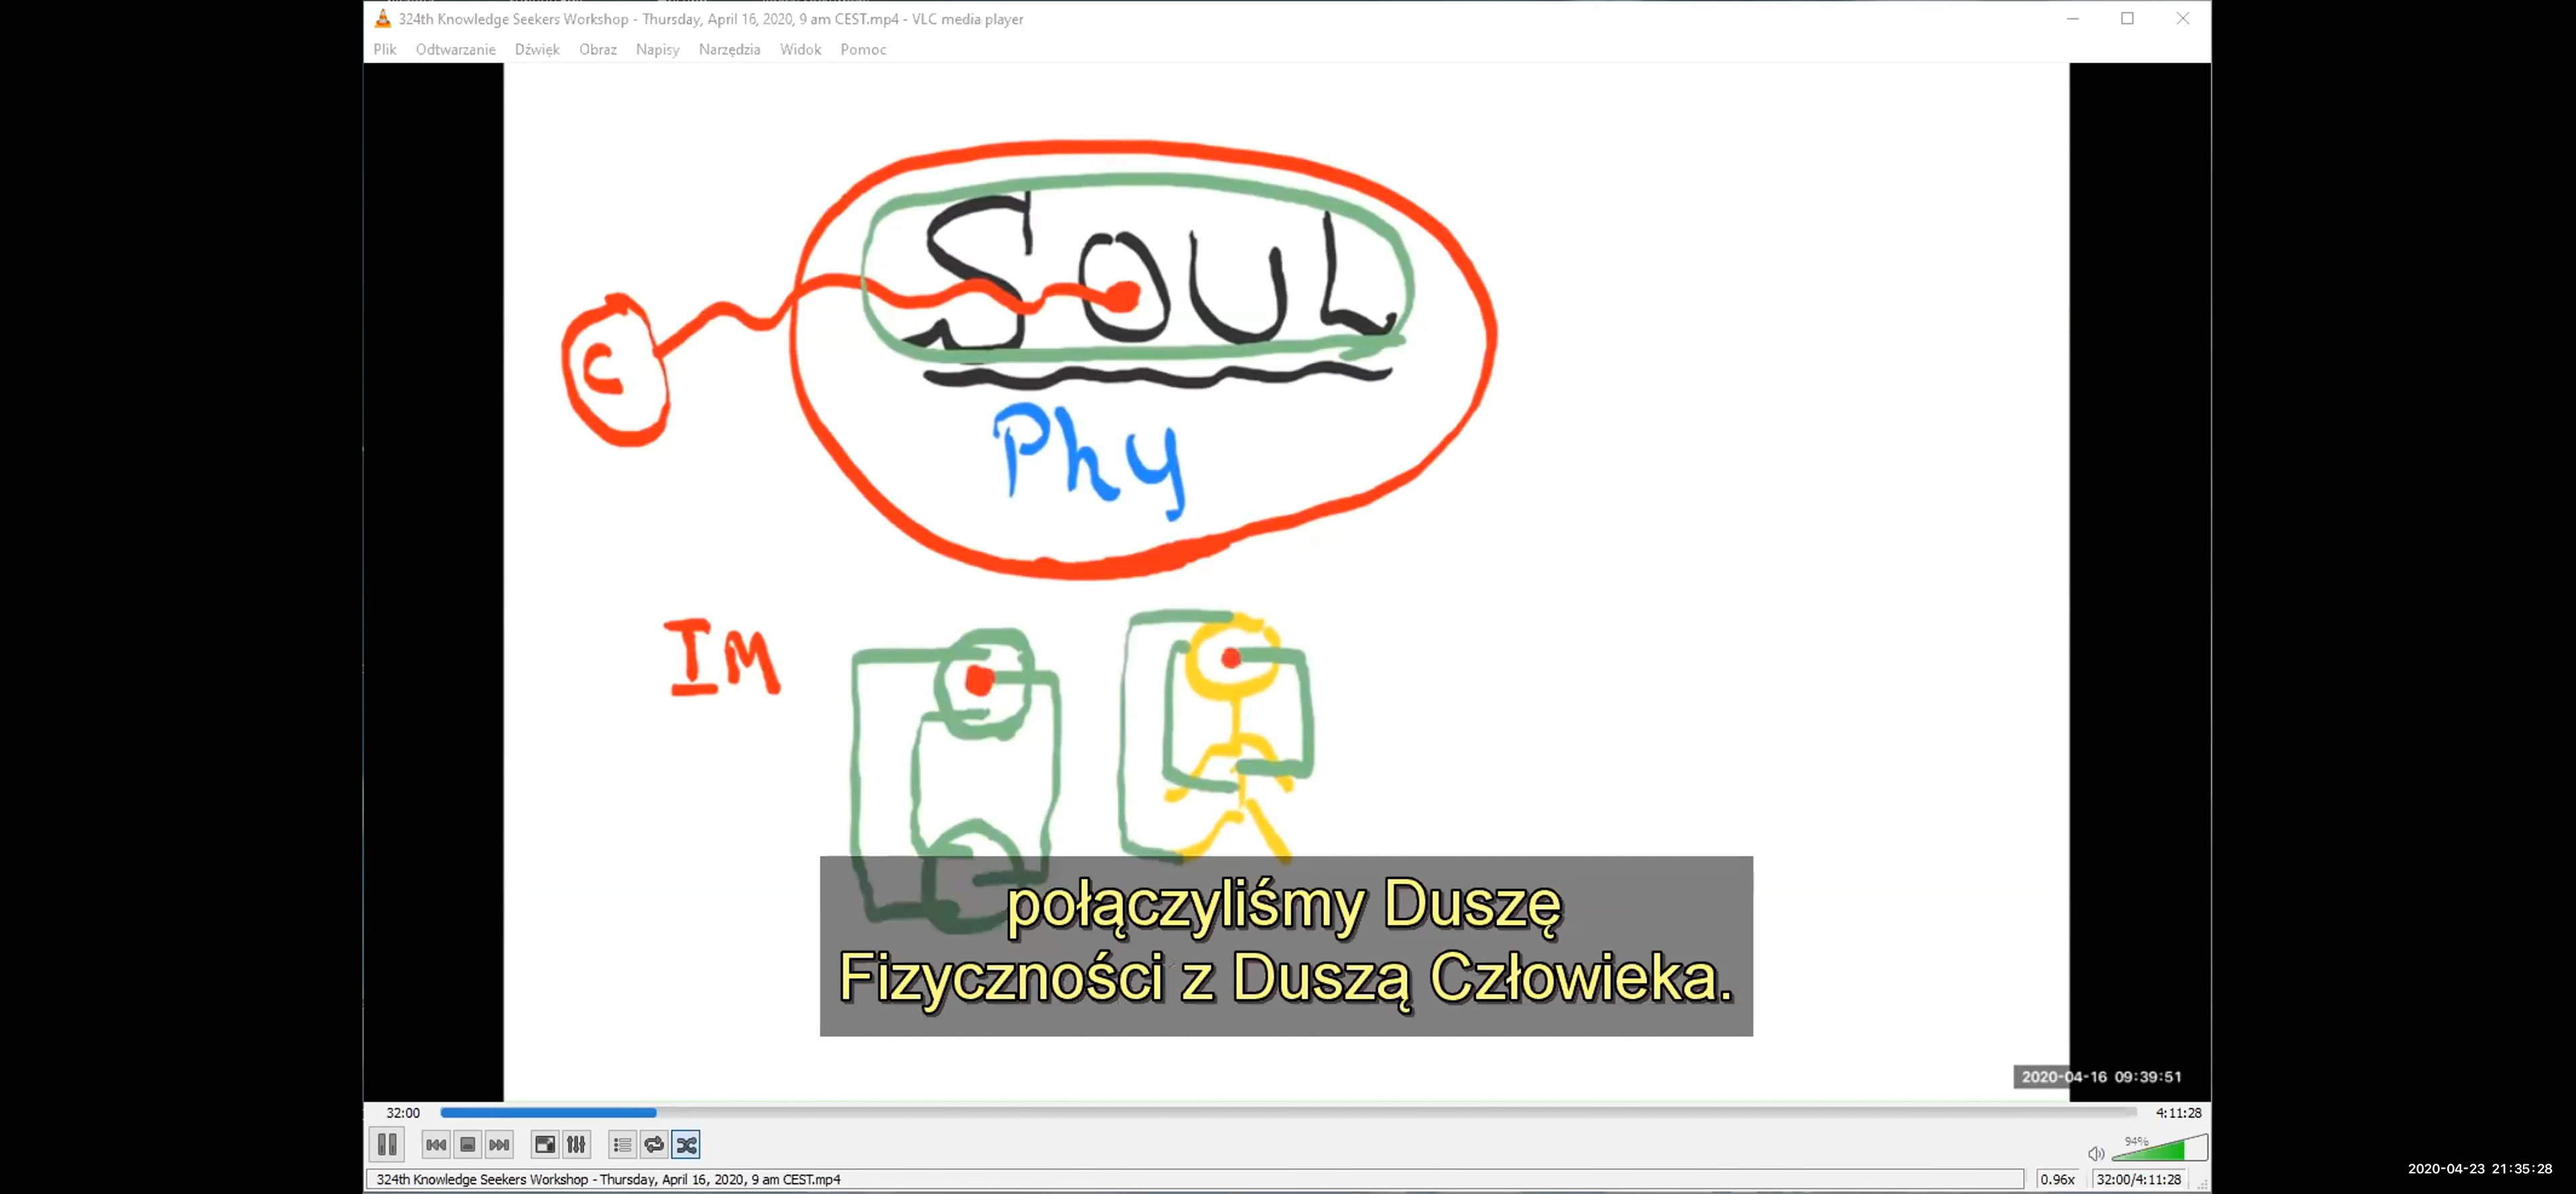 324th Knowledge Seekers Workshop - Thursday, April 16, 2020, 9 am CEST.mp4 - VLC media player
Plik Odtwarzanie Dźwięk Obraz Napisy Narzędzia Widok Pomoc
SOUL
C
Phy
IM
połączyliśmy Duszę
Fizyczności z Duszą Człowieka.
2020-04-16 09:39:51
32:00 4:11:28
94%
324th Knowledge Seekers Workshop - Thursday, April 16, 2020, 9 am CEST.mp4 0.96x 32:00/4:11:28
2020-04-23 21:35:28